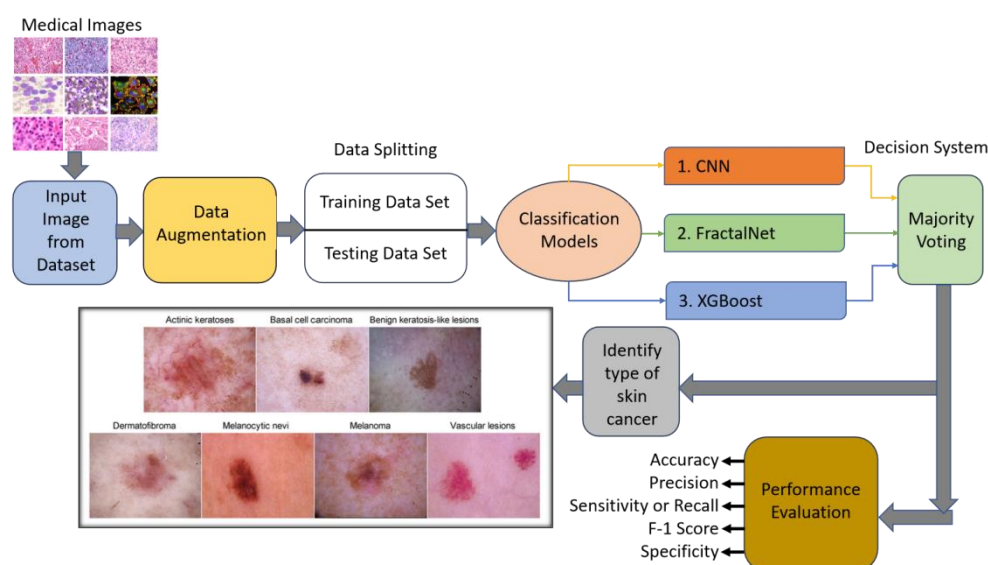 Medical Images
Input
Image
from
Dataset
Data
Augmentation
Data Splitting
Training Data Set
Testing Data Set
Classification
Models
1. CNN
2. FractalNet
3. XGBoost
Decision System
Majority
Voting
Identify
type of
skin
cancer
Actinic keratoses
Basal cell carcinoma
Benign keratosis-like lesions
Dermatofibroma
Melanocytic nevi
Melanoma
Vascular lesions
Performance
Evaluation
Accuracy
Precision
Sensitivity or Recall
F-1 Score
Specificity